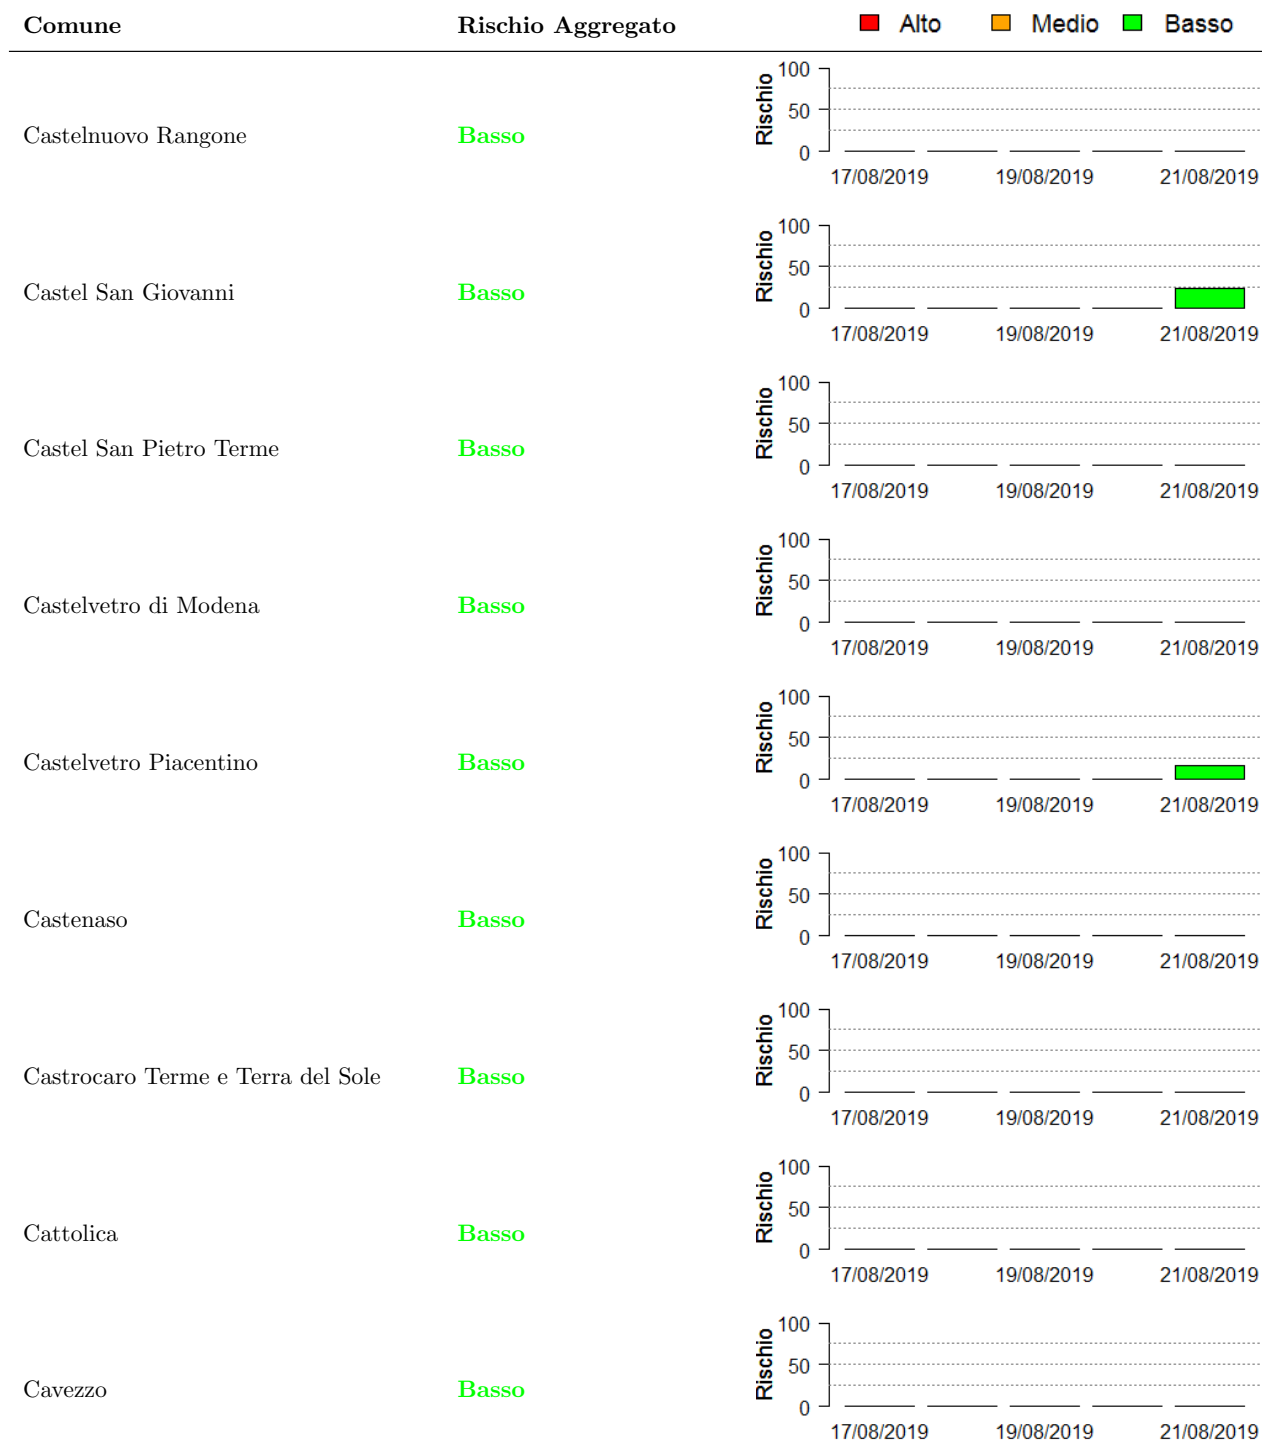 Comune Rischio Aggregato Alto Medio Basso
100
50
0
Rischio
Castelnuovo Rangone Basso
17/08/2019 19/08/2019 21/08/2019
100
50
0
Rischio
Castel San Giovanni Basso
17/08/2019 19/08/2019 21/08/2019
100
50
0
Rischio
Castel San Pietro Terme Basso
17/08/2019 19/08/2019 21/08/2019
100
50
0
Rischio
Castelvetro di Modena Basso
17/08/2019 19/08/2019 21/08/2019
100
50
0
Rischio
Castelvetro Piacentino Basso
17/08/2019 19/08/2019 21/08/2019
100
50
0
Rischio
Castenaso Basso
17/08/2019 19/08/2019 21/08/2019
100
50
0
Rischio
Castrocaro Terme e Terra del Sole Basso
17/08/2019 19/08/2019 21/08/2019
100
50
0
Rischio
Cattolica Basso
17/08/2019 19/08/2019 21/08/2019
100
50
0
Rischio
Cavezzo Basso
17/08/2019 19/08/2019 21/08/2019